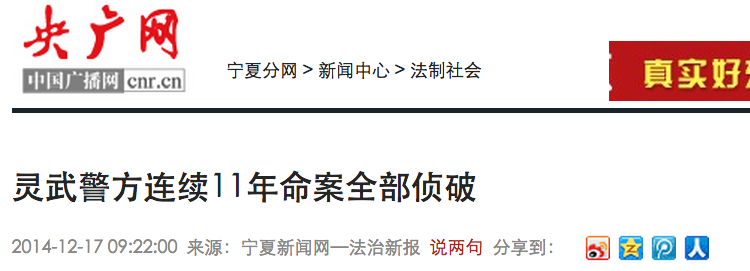 央广网
中国广播网 cnr.cn
宁夏分网 > 新闻中心 > 法制社会
真实好
灵武警方连续11年命案全部侦破
2014-12-17 09:22:00 来源：宁夏新闻网—法治新报 说两句 分享到：